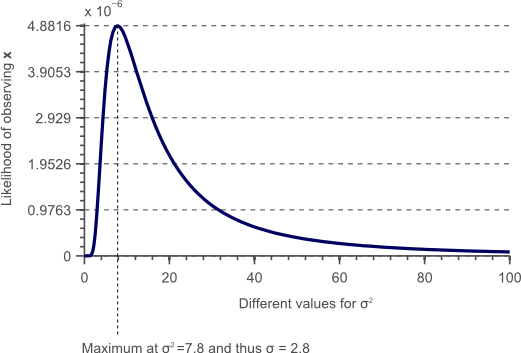 x 10⁻⁶
4.8816
3.9053
2.929
1.9526
0.9763
0
Likelihood of observing x
0 20 40 60 80 100
Different values for σ²
Maximum at σ²=7.8 and thus σ = 2.8